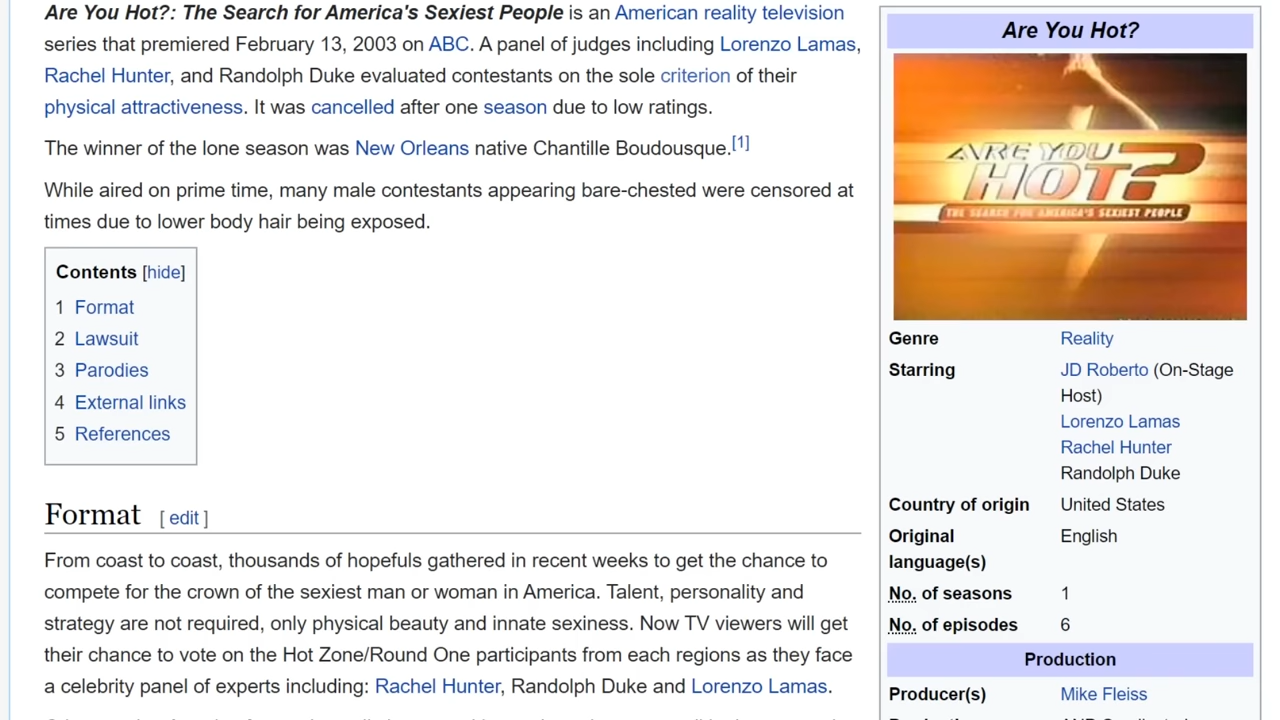 Are You Hot?: The Search for America's Sexiest People is an American reality television
series that premiered February 13, 2003 on ABC. A panel of judges including Lorenzo Lamas,
Rachel Hunter, and Randolph Duke evaluated contestants on the sole criterion of their
physical attractiveness. It was cancelled after one season due to low ratings.
The winner of the lone season was New Orleans native Chantille Boudousque.[1]
While aired on prime time, many male contestants appearing bare-chested were censored at
times due to lower body hair being exposed.
Contents [hide]
1 Format
2 Lawsuit
3 Parodies
4 External links
5 References
Format [ edit ]
From coast to coast, thousands of hopefuls gathered in recent weeks to get the chance to
compete for the crown of the sexiest man or woman in America. Talent, personality and
strategy are not required, only physical beauty and innate sexiness. Now TV viewers will get
their chance to vote on the Hot Zone/Round One participants from each regions as they face
a celebrity panel of experts including: Rachel Hunter, Randolph Duke and Lorenzo Lamas.
Are You Hot?
ARE YOU
HOT?
THE SEARCH FOR AMERICA'S SEXIEST PEOPLE
Genre Reality
Starring JD Roberto (On-Stage
Host)
Lorenzo Lamas
Rachel Hunter
Randolph Duke
Country of origin United States
Original English
language(s)
No. of seasons 1
No. of episodes 6
Production
Producer(s) Mike Fleiss